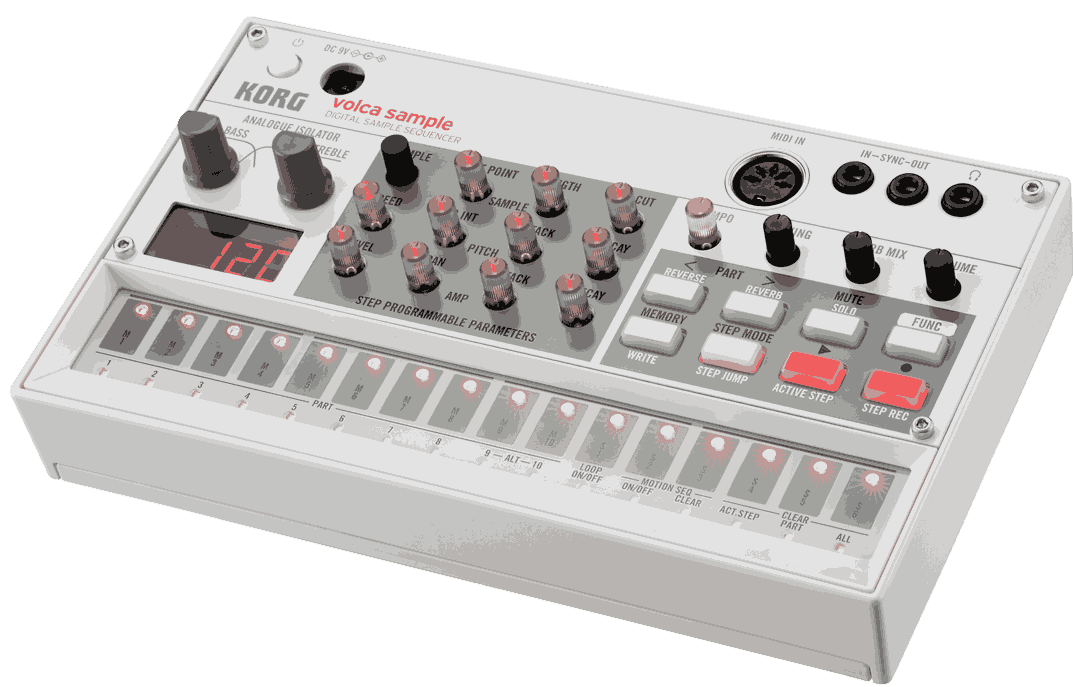 DC 9V
KORG
volca sample
DIGITAL SAMPLE SEQUENCER
ANALOGUE ISOLATOR
BASS
MIDI IN
IN–SYNC–OUT
POINT
SAMPLE
CUT
INT
PITCH
AMP
STEP PROGRAMMABLE PARAMETERS
MIX
< PART >
REVERSE
REVERB
MUTE
SOLO
FUNC
MEMORY
STEP MODE
WRITE
STEP JUMP
ACTIVE STEP
STEP REC
1
2
3
4
5
PART
6
7
8
9 – ALT – 10
LOOP
ON/OFF
MOTION SEQ
ON/OFF
CLEAR
ACT.STEP
CLEAR
PART
ALL